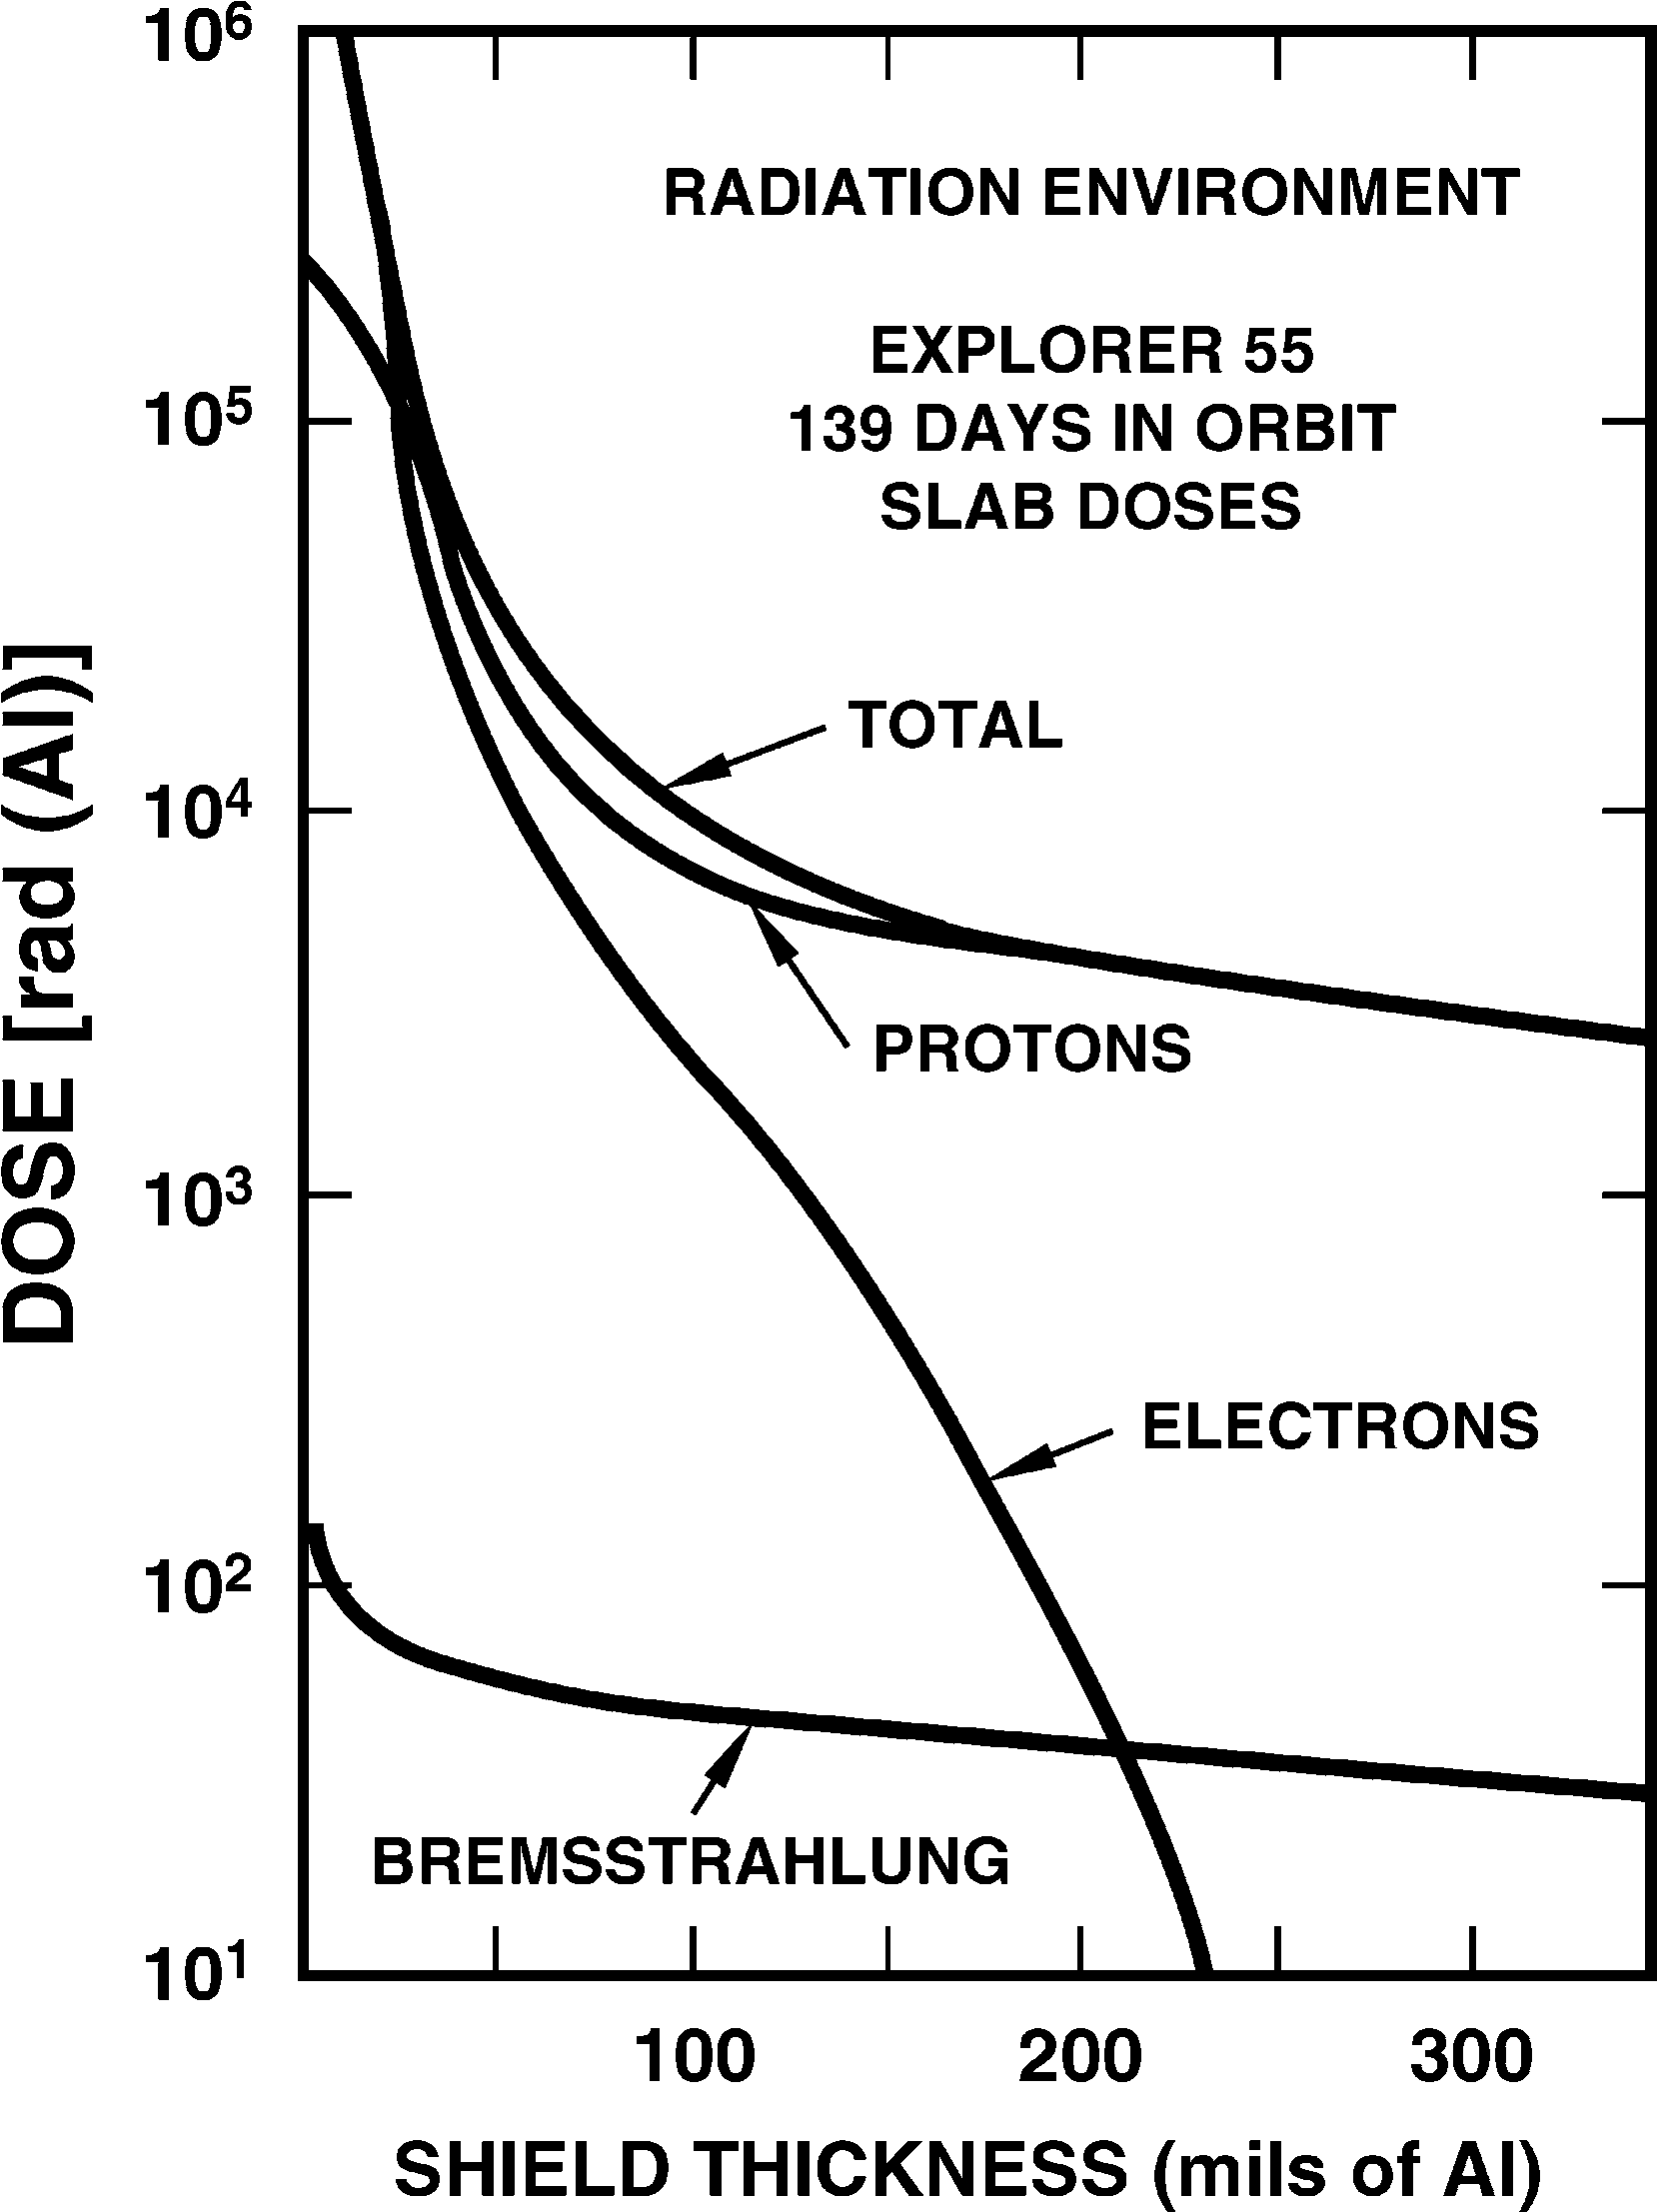 RADIATION ENVIRONMENT
EXPLORER 55
139 DAYS IN ORBIT
SLAB DOSES
TOTAL
PROTONS
ELECTRONS
BREMSSTRAHLUNG
DOSE [rad (Al)]
10⁶
10⁵
10⁴
10³
10²
10¹
100 200 300
SHIELD THICKNESS (mils of Al)